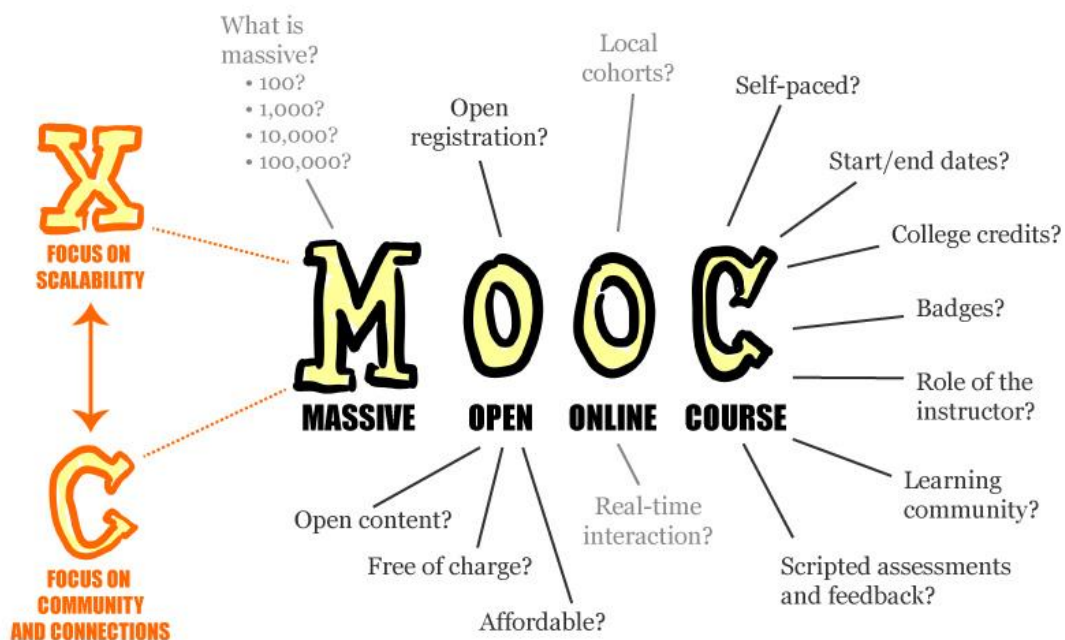 What is
massive?
• 100?
• 1,000?
• 10,000?
• 100,000?
Open
registration?
Local
cohorts?
Self-paced?
Start/end dates?
College credits?
Badges?
Role of the
instructor?
Learning
community?
Scripted assessments
and feedback?
X
FOCUS ON
SCALABILITY
C
FOCUS ON
COMMUNITY
AND CONNECTIONS
MOOC
MASSIVE OPEN ONLINE COURSE
Open content?
Free of charge?
Affordable?
Real-time
interaction?